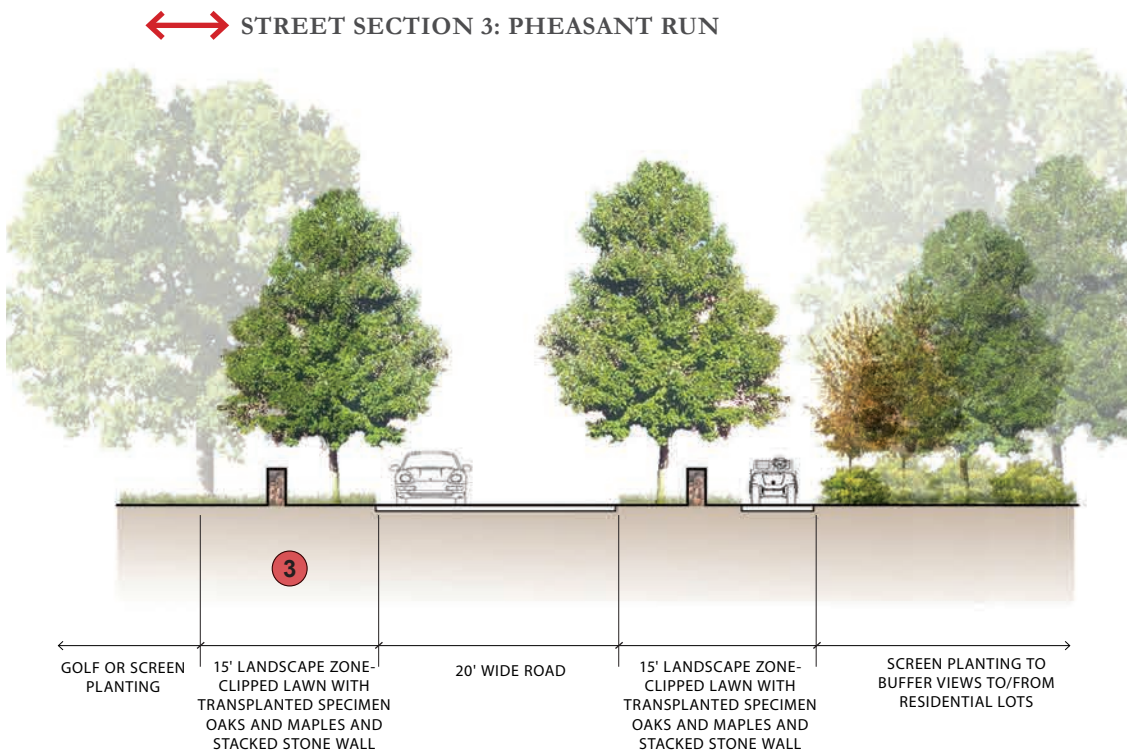 STREET SECTION 3: PHEASANT RUN
3
GOLF OR SCREEN
PLANTING
15' LANDSCAPE ZONE-
CLIPPED LAWN WITH
TRANSPLANTED SPECIMEN
OAKS AND MAPLES AND
STACKED STONE WALL
20' WIDE ROAD
15' LANDSCAPE ZONE-
CLIPPED LAWN WITH
TRANSPLANTED SPECIMEN
OAKS AND MAPLES AND
STACKED STONE WALL
SCREEN PLANTING TO
BUFFER VIEWS TO/FROM
RESIDENTIAL LOTS